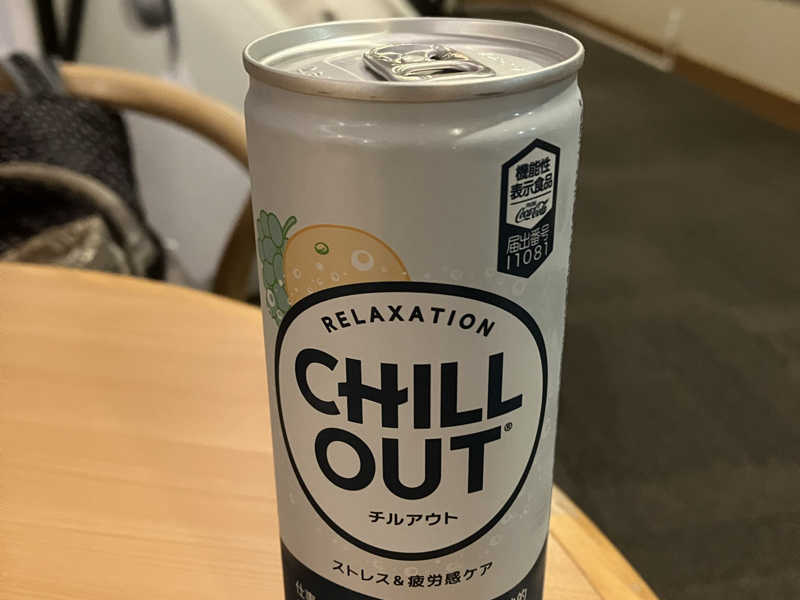 機能性
表示食品
FROM
Coca-Cola
届出番号
I1081
RELAXATION
CHILL
OUT®
チルアウト
ストレス&疲労感ケア